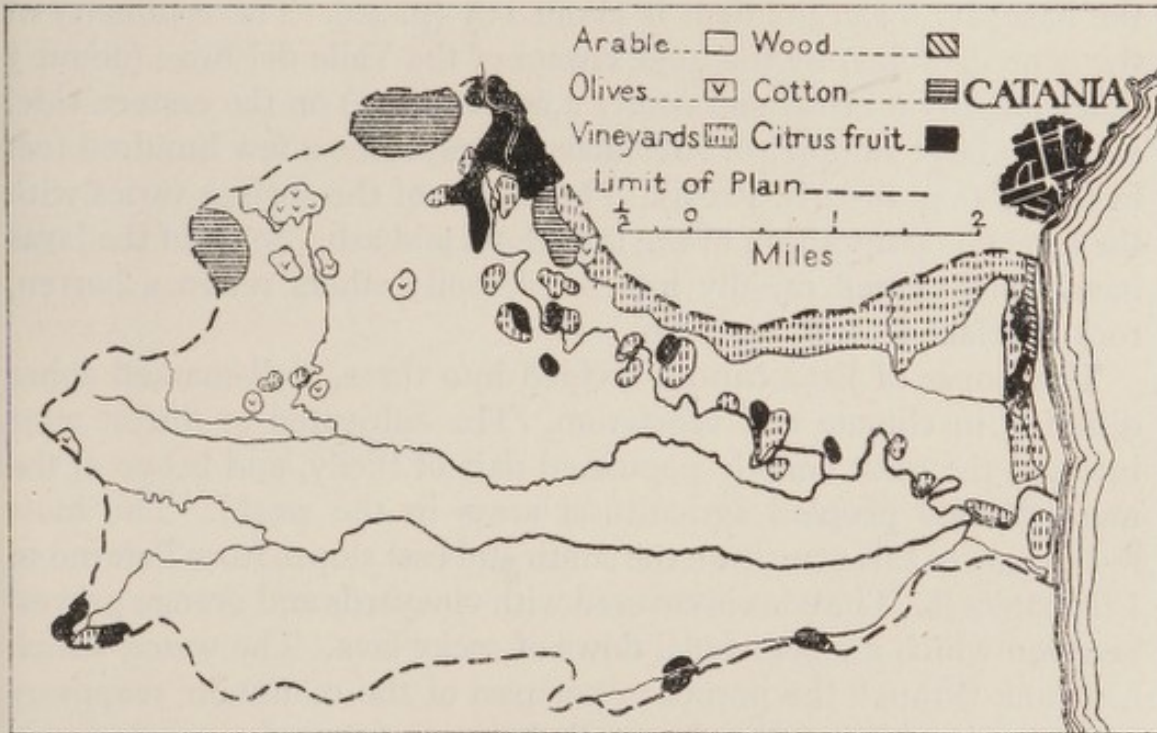 Arable... Wood.......
Olives.... Cotton......
Vineyards Citrus fruit..
CATANIA
Limit of Plain
1/2 0 1 2
Miles